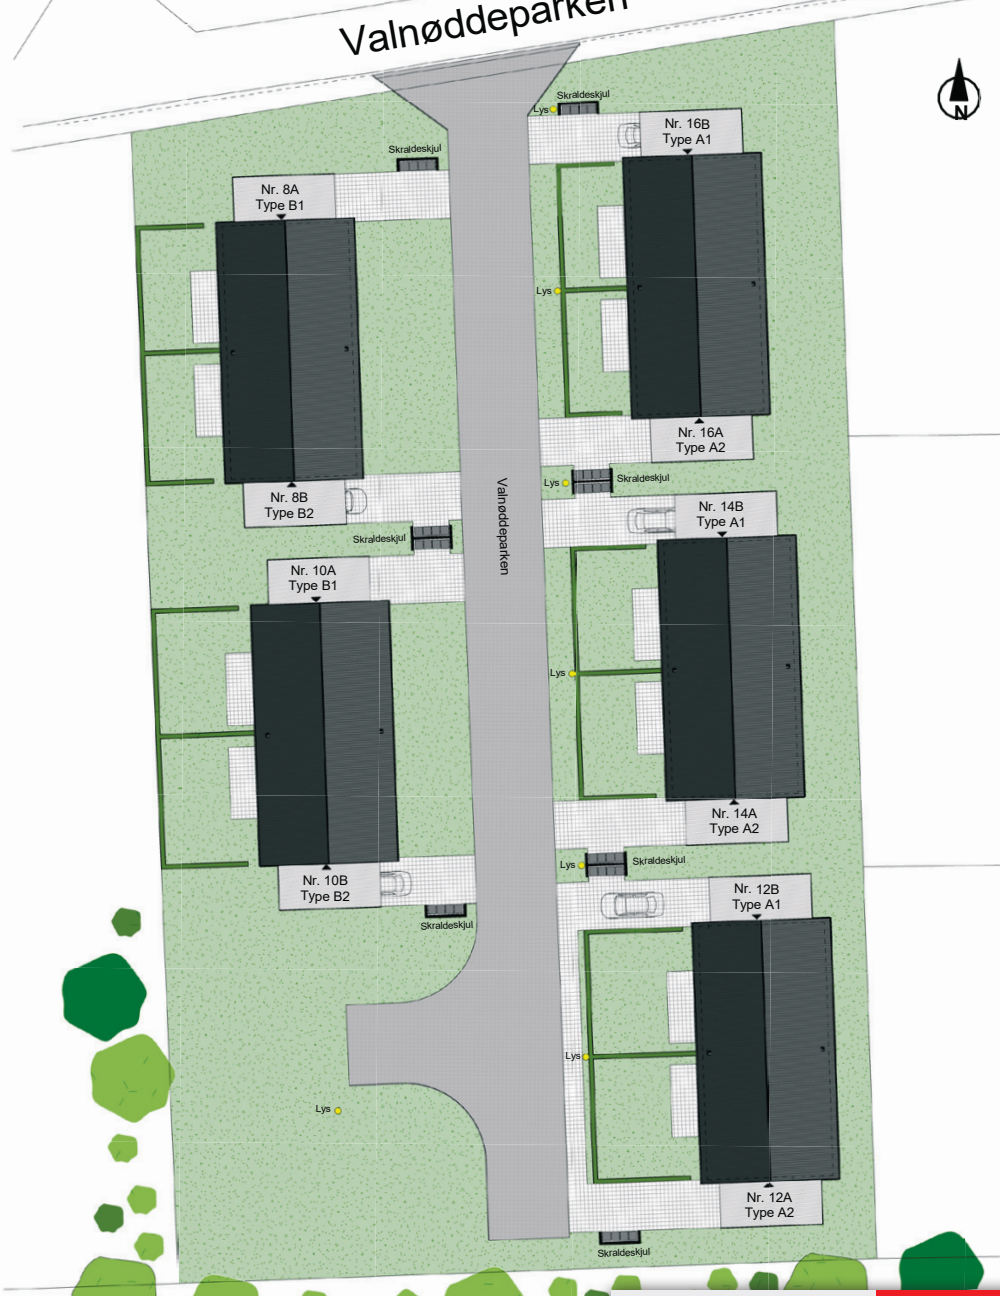 Valnøddeparken
N
Skraldeskjul
Lys
Nr. 16B
Type A1
Skraldeskjul
Nr. 8A
Type B1
Lys
Nr. 16A
Type A2
Skraldeskjul
Lys
Nr. 8B
Type B2
Valnøddeparken
Nr. 14B
Type A1
Skraldeskjul
Nr. 10A
Type B1
Lys
Nr. 14A
Type A2
Skraldeskjul
Lys
Nr. 10B
Type B2
Nr. 12B
Type A1
Skraldeskjul
Lys
Lys
Nr. 12A
Type A2
Skraldeskjul